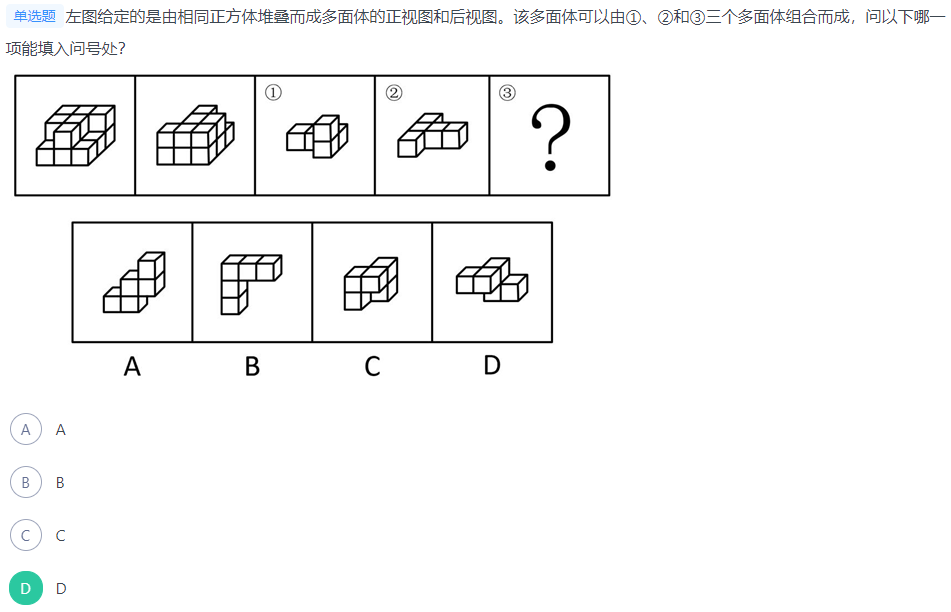 单选题 左图给定的是由相同正方体堆叠而成多面体的正视图和后视图。该多面体可以由①、②和③三个多面体组合而成，问以下哪一
项能填入问号处？
① ② ③
?
A B C D
A A
B B
C C
D D